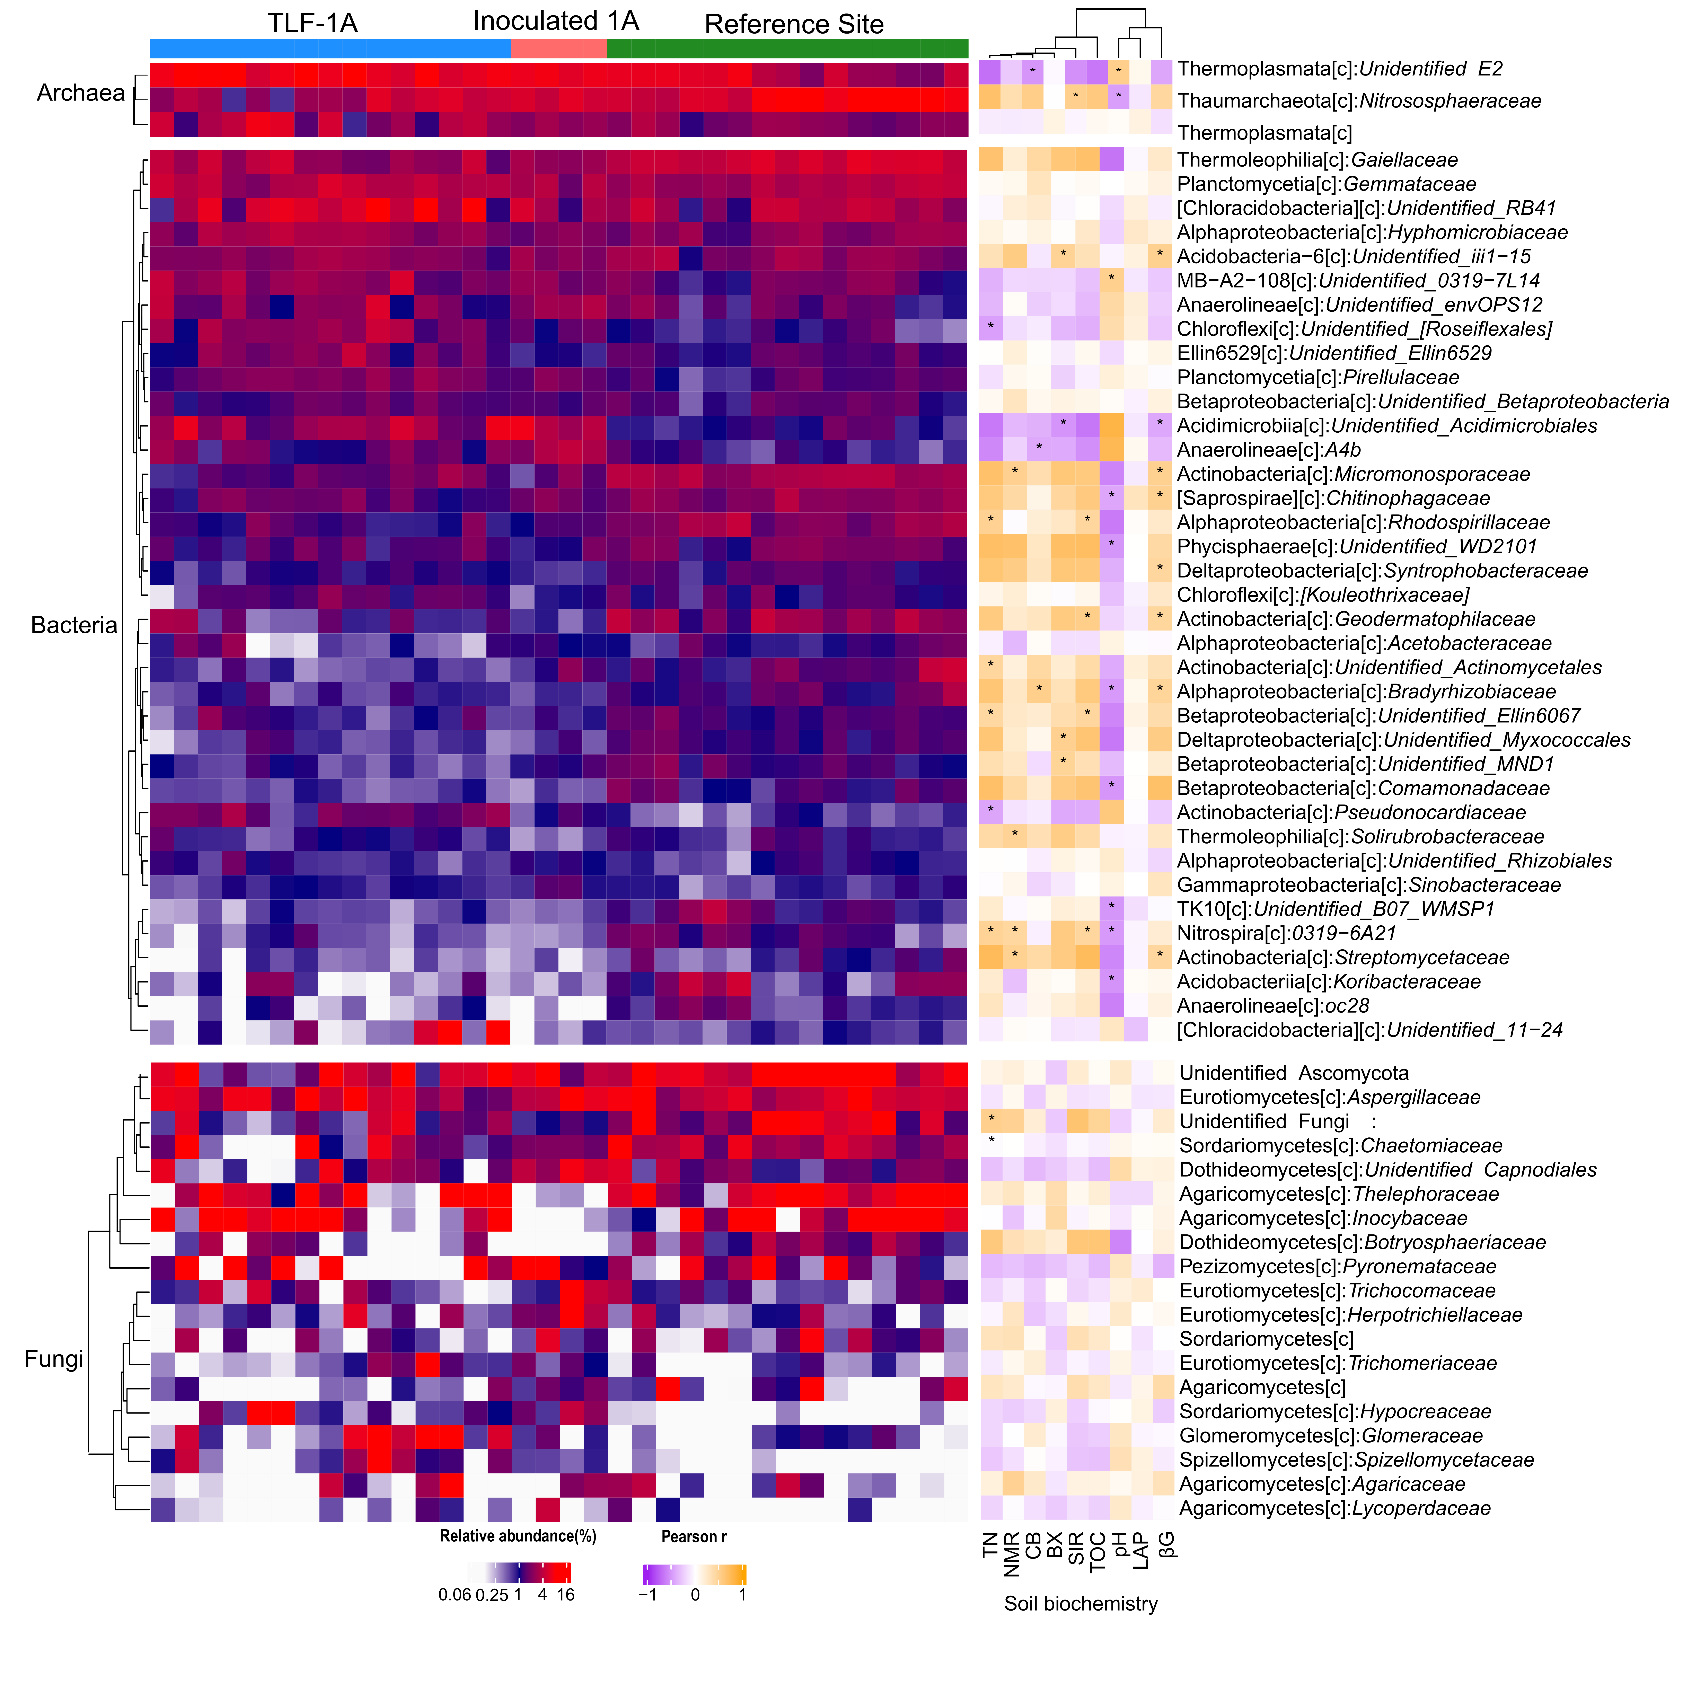 TLF-1A
Inoculated 1A
Reference Site
Archaea
Thermoplasmata[c]:Unidentified E2
Thaumarchaeota[c]:Nitrososphaeraceae
Thermoplasmata[c]
Bacteria
Thermoleophilia[c]:Gaiellaceae
Planctomycetia[c]:Gemmataceae
[Chloracidobacteria][c]:Unidentified_RB41
Alphaproteobacteria[c]:Hyphomicrobiaceae
Acidobacteria−6[c]:Unidentified_iii1−15
MB−A2−108[c]:Unidentified_0319−7L14
Anaerolineae[c]:Unidentified_envOPS12
Chloroflexi[c]:Unidentified_[Roseiflexales]
Ellin6529[c]:Unidentified_Ellin6529
Planctomycetia[c]:Pirellulaceae
Betaproteobacteria[c]:Unidentified_Betaproteobacteria
Acidimicrobiia[c]:Unidentified_Acidimicrobiales
Anaerolineae[c]:A4b
Actinobacteria[c]:Micromonosporaceae
[Saprospirae][c]:Chitinophagaceae
Alphaproteobacteria[c]:Rhodospirillaceae
Phycisphaerae[c]:Unidentified_WD2101
Deltaproteobacteria[c]:Syntrophobacteraceae
Chloroflexi[c]:[Kouleothrixaceae]
Actinobacteria[c]:Geodermatophilaceae
Alphaproteobacteria[c]:Acetobacteraceae
Actinobacteria[c]:Unidentified_Actinomycetales
Alphaproteobacteria[c]:Bradyrhizobiaceae
Betaproteobacteria[c]:Unidentified_Ellin6067
Deltaproteobacteria[c]:Unidentified_Myxococcales
Betaproteobacteria[c]:Unidentified_MND1
Betaproteobacteria[c]:Comamonadaceae
Actinobacteria[c]:Pseudonocardiaceae
Thermoleophilia[c]:Solirubrobacteraceae
Alphaproteobacteria[c]:Unidentified_Rhizobiales
Gammaproteobacteria[c]:Sinobacteraceae
TK10[c]:Unidentified_B07_WMSP1
Nitrospira[c]:0319−6A21
Actinobacteria[c]:Streptomycetaceae
Acidobacteriia[c]:Koribacteraceae
Anaerolineae[c]:oc28
[Chloracidobacteria][c]:Unidentified_11−24
Fungi
Unidentified Ascomycota
Eurotiomycetes[c]:Aspergillaceae
Unidentified Fungi :
Sordariomycetes[c]:Chaetomiaceae
Dothideomycetes[c]:Unidentified Capnodiales
Agaricomycetes[c]:Thelephoraceae
Agaricomycetes[c]:Inocybaceae
Dothideomycetes[c]:Botryosphaeriaceae
Pezizomycetes[c]:Pyronemataceae
Eurotiomycetes[c]:Trichocomaceae
Eurotiomycetes[c]:Herpotrichiellaceae
Sordariomycetes[c]
Eurotiomycetes[c]:Trichomeriaceae
Agaricomycetes[c]
Sordariomycetes[c]:Hypocreaceae
Glomeromycetes[c]:Glomeraceae
Spizellomycetes[c]:Spizellomycetaceae
Agaricomycetes[c]:Agaricaceae
Agaricomycetes[c]:Lycoperdaceae
TN NMR CB BX SIR TOC pH LAP βG
Soil biochemistry
Relative abundance(%)
0.06 0.25 1 4 16
Pearson r
−1 0 1